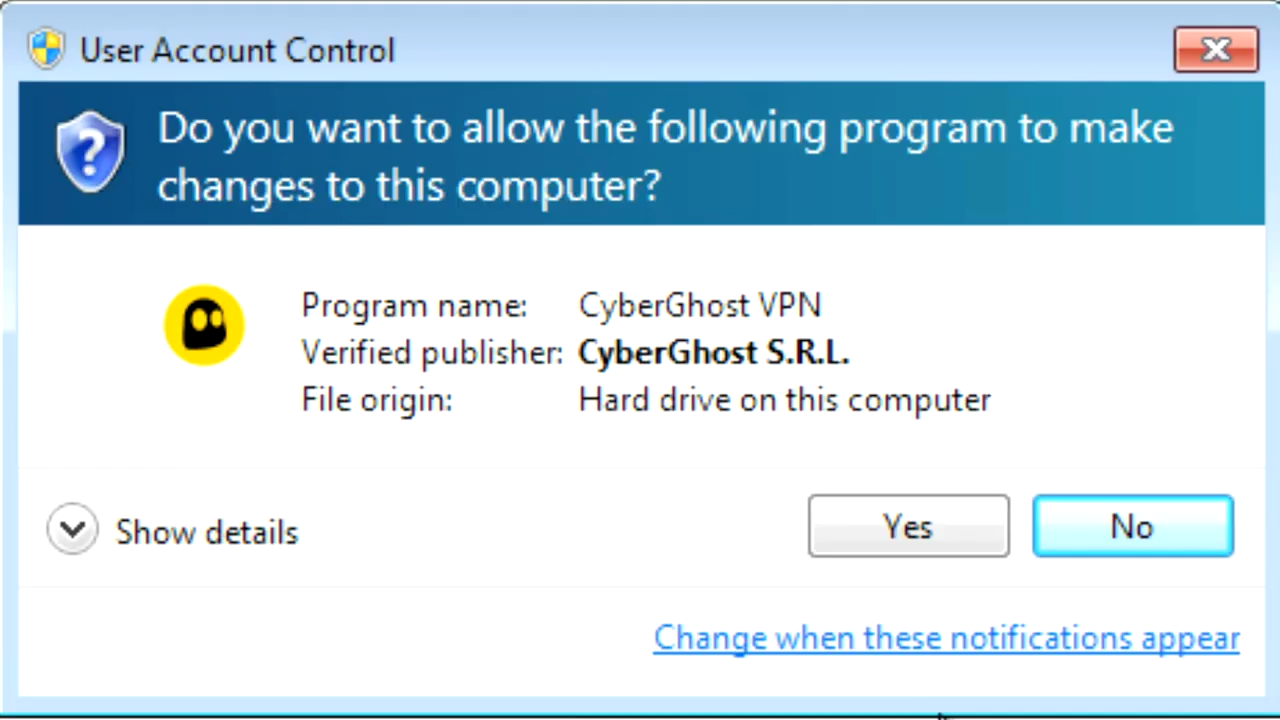 User Account Control
Do you want to allow the following program to make
changes to this computer?
Program name: CyberGhost VPN
Verified publisher: CyberGhost S.R.L.
File origin: Hard drive on this computer
Show details
Yes
No
Change when these notifications appear